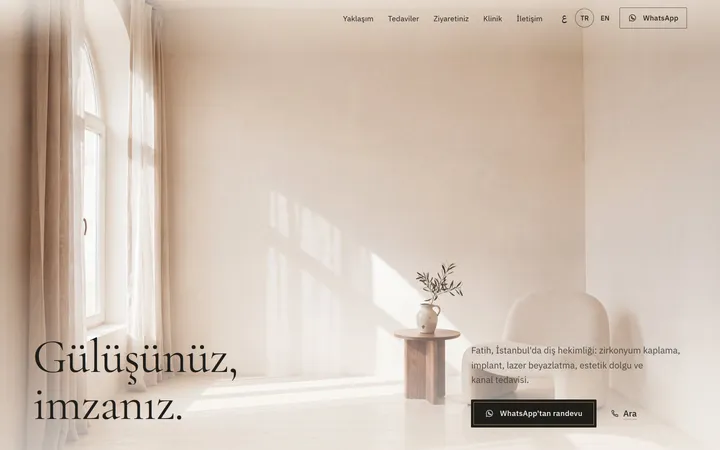 Yaklaşım Tedaviler Ziyaretiniz Klinik İletişim ع TR EN WhatsApp
Gülüşünüz,
imzanız.
Fatih, İstanbul'da diş hekimliği: zirkonyum kaplama,
implant, lazer beyazlatma, estetik dolgu ve
kanal tedavisi.
WhatsApp'tan randevu Ara